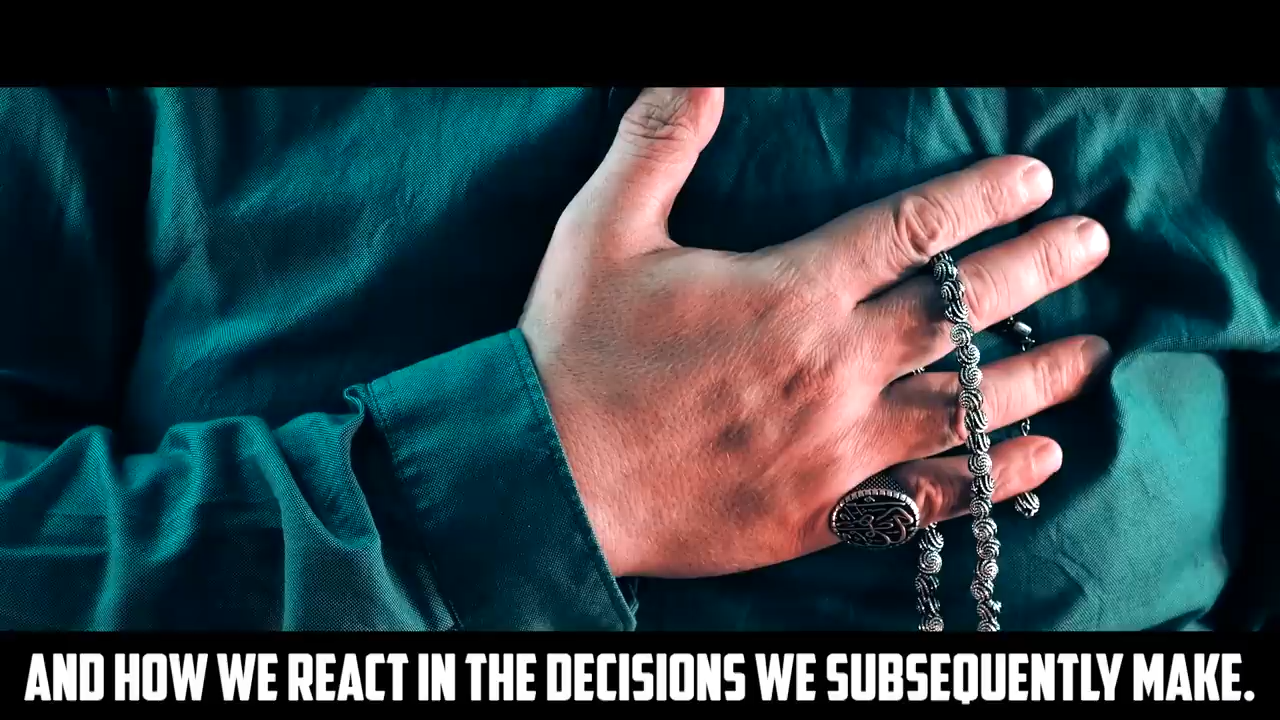 AND HOW WE REACT IN THE DECISIONS WE SUBSEQUENTLY MAKE.